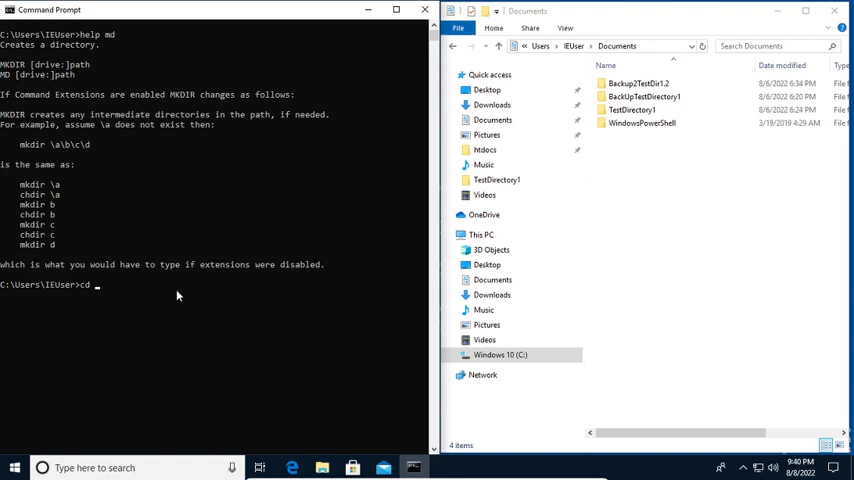 Command Prompt
C:\Users\IEUser>help md
Creates a directory.
MKDIR [drive:]path
MD [drive:]path
If Command Extensions are enabled MKDIR changes as follows:
MKDIR creates any intermediate directories in the path, if needed.
For example, assume \a does not exist then:
mkdir \a\b\c\d
is the same as:
mkdir \a
chdir \a
mkdir b
chdir b
mkdir c
chdir c
mkdir d
which is what you would have to type if extensions were disabled.
C:\Users\IEUser>cd _
Documents
File Home Share View
« Users > IEUser > Documents
Search Documents
Name Date modified Type
Quick access
Desktop
Downloads
Documents
Pictures
htdocs
Music
TestDirectory1
Videos
OneDrive
This PC
3D Objects
Desktop
Documents
Downloads
Music
Pictures
Videos
Windows 10 (C:)
Network
Backup2TestDir1.2 8/6/2022 6:34 PM File f
BackUpTestDirectory1 8/6/2022 6:20 PM File f
TestDirectory1 8/6/2022 6:24 PM File f
WindowsPowerShell 3/19/2019 4:29 AM File f
4 items
Type here to search
9:40 PM
8/8/2022